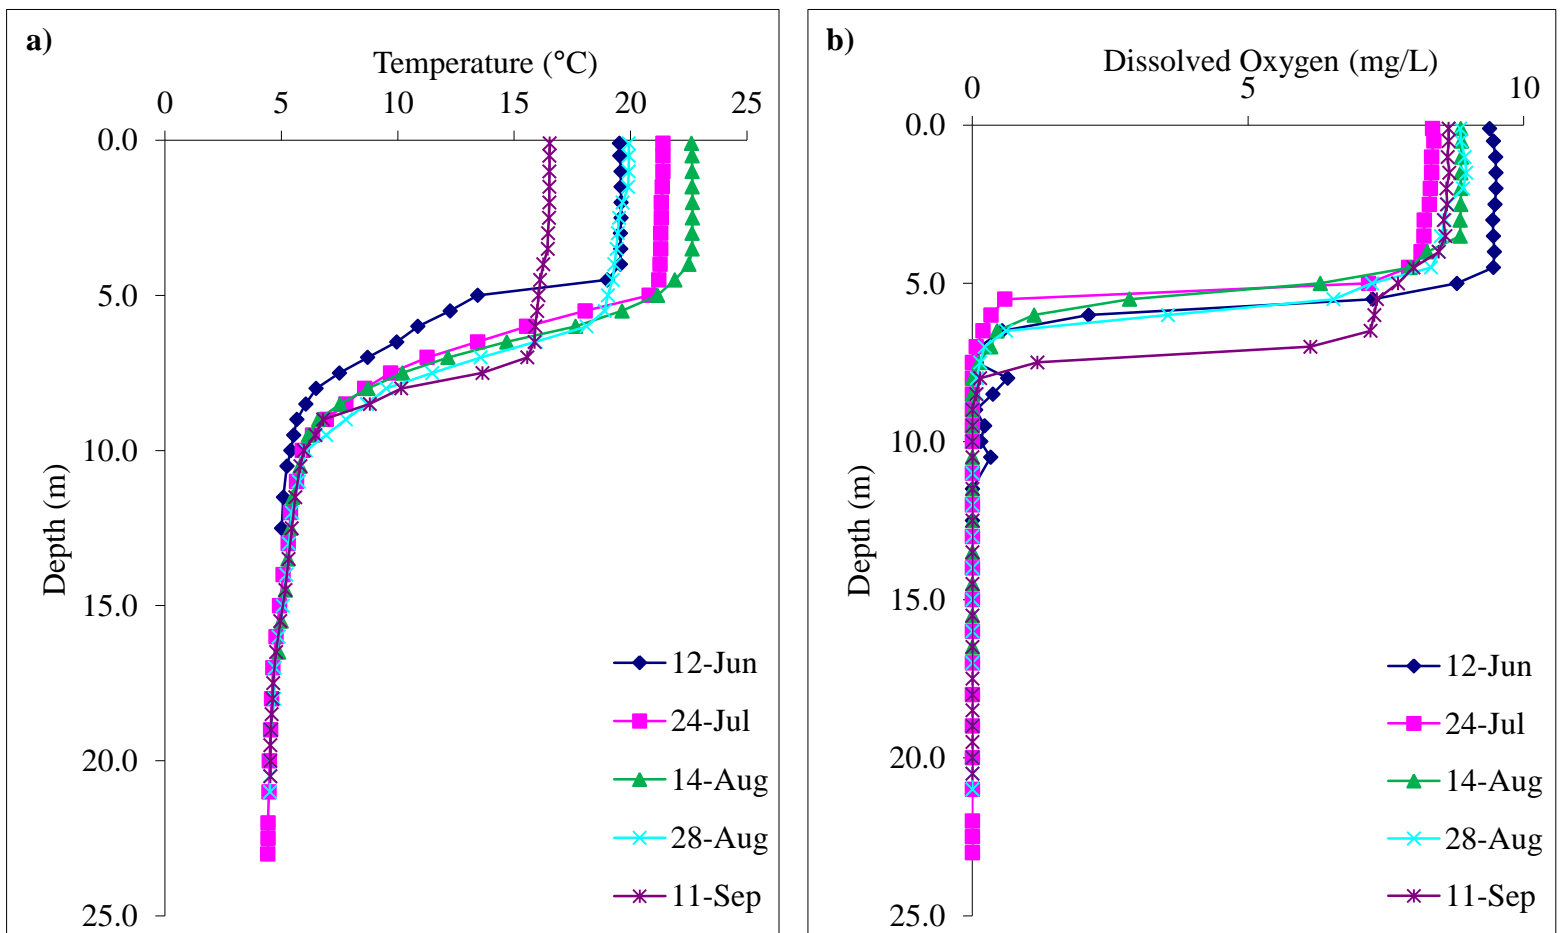 a)
Temperature (°C)
0 5 10 15 20 25
0.0
5.0
10.0
15.0
20.0
25.0
Depth (m)
12-Jun
24-Jul
14-Aug
28-Aug
11-Sep
b)
Dissolved Oxygen (mg/L)
0 5 10
0.0
5.0
10.0
15.0
20.0
25.0
Depth (m)
12-Jun
24-Jul
14-Aug
28-Aug
11-Sep